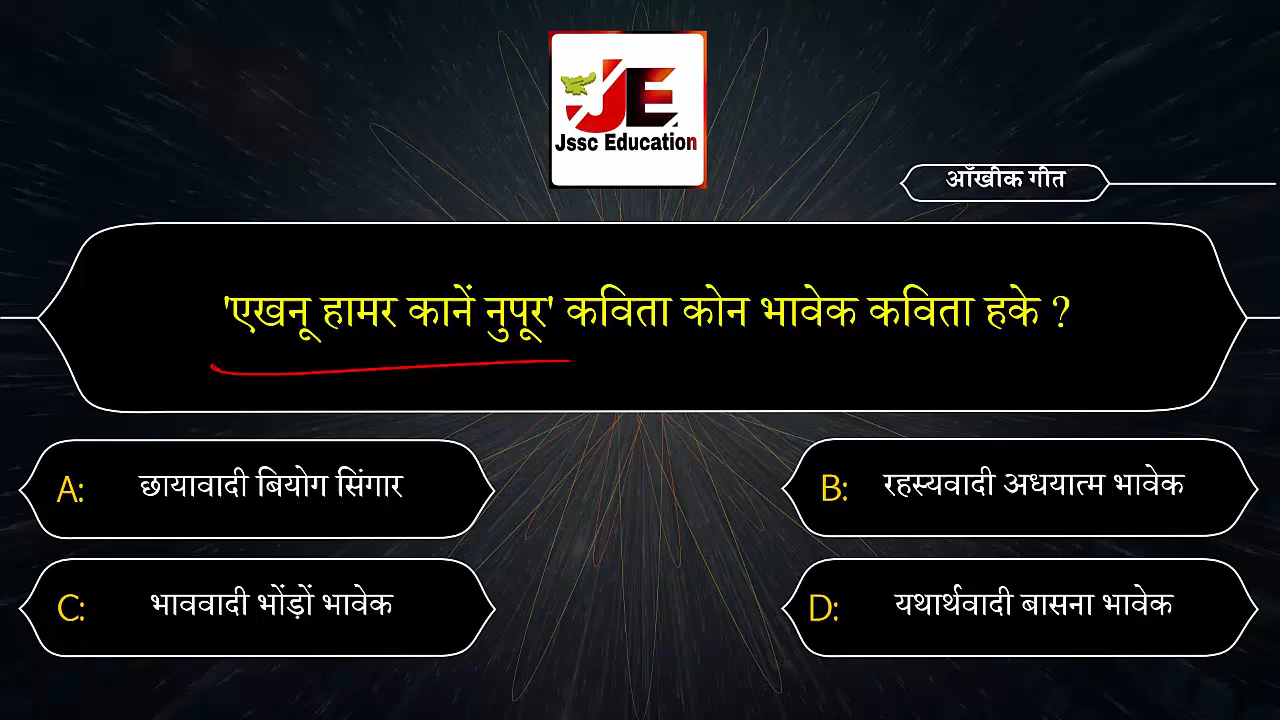 JE
Jssc Education
आँखीक गीत
'एखनू हामर कानें नुपूर' कविता कोन भावेक कविता हके ?
A: छायावादी बियोग सिंगार
B: रहस्यवादी अधयात्म भावेक
C: भाववादी भोंड़ों भावेक
D: यथार्थवादी बासना भावेक